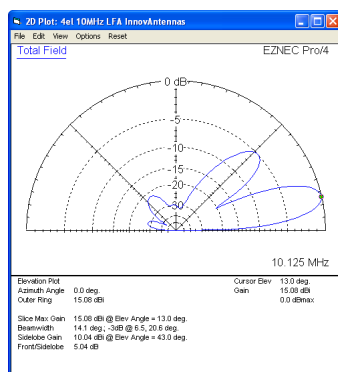 2D Plot: 4el 10MHz LFA InnovAntennas
File Edit View Options Reset
Total Field
EZNEC Pro/4
0 dB
-5
-10
-15
-20
-30
10.125 MHz
Elevation Plot
Azimuth Angle 0.0 deg.
Outer Ring 15.08 dBi
Cursor Elev 13.0 deg.
Gain 15.08 dBi
0.0 dBmax
Slice Max Gain 15.08 dBi @ Elev Angle = 13.0 deg.
Beamwidth 14.1 deg.; -3dB @ 6.5, 20.6 deg.
Sidelobe Gain 10.04 dBi @ Elev Angle = 43.0 deg.
Front/Sidelobe 5.04 dB